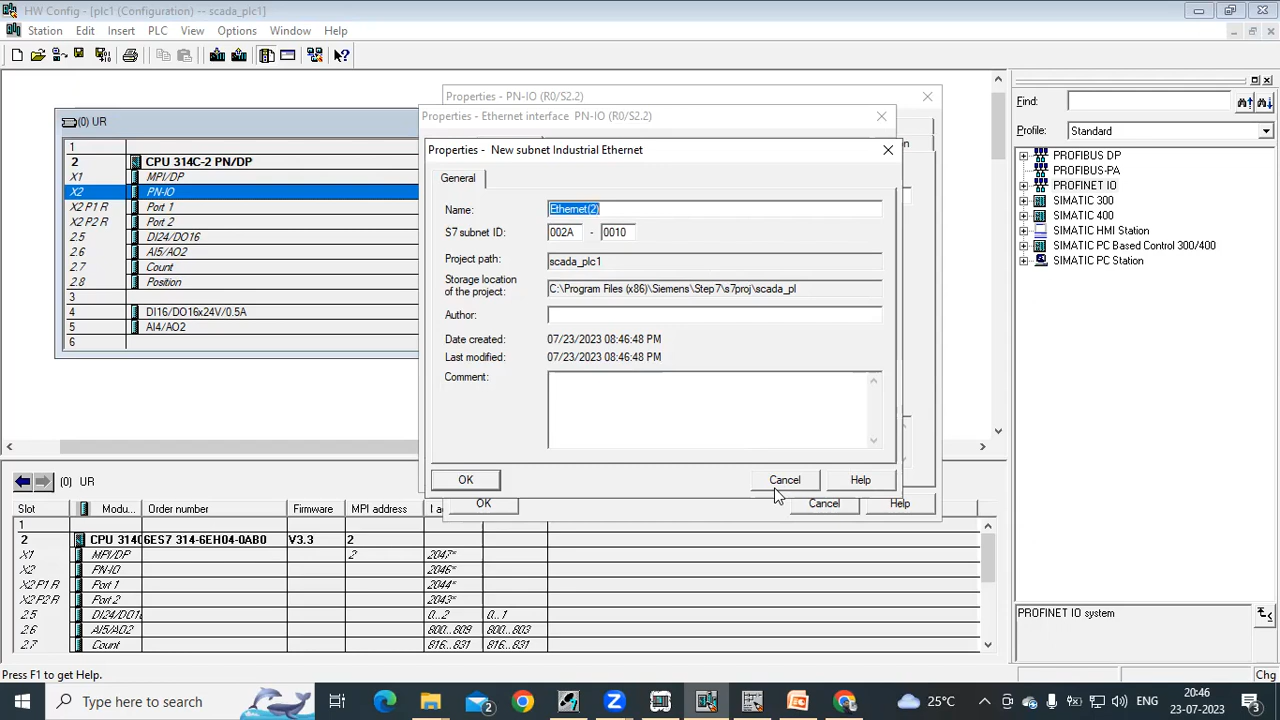 HW Config - [plc1 (Configuration) -- scada_plc1]
Station Edit Insert PLC View Options Window Help
(0) UR
1
2 CPU 314C-2 PN/DP
X1 MPI/DP
X2 PN-IO
X2 P1 R Port 1
X2 P2 R Port 2
2.5 DI24/DO16
2.6 AI5/AO2
2.7 Count
2.8 Position
3
4 DI16/DO16x24V/0.5A
5 AI4/AO2
6
Properties - PN-IO (R0/S2.2)
Properties - Ethernet interface PN-IO (R0/S2.2)
Properties - New subnet Industrial Ethernet
General
Name: Ethernet(2)
S7 subnet ID: 002A - 0010
Project path: scada_plc1
Storage location
of the project: C:\Program Files (x86)\Siemens\Step7\s7proj\scada_pl
Author:
Date created: 07/23/2023 08:46:48 PM
Last modified: 07/23/2023 08:46:48 PM
Comment:
OK Cancel Help
OK Cancel Help
Find:
Profile: Standard
PROFIBUS DP
PROFIBUS-PA
PROFINET IO
SIMATIC 300
SIMATIC 400
SIMATIC HMI Station
SIMATIC PC Based Control 300/400
SIMATIC PC Station
PROFINET IO system
(0) UR
Slot Modu... Order number Firmware MPI address I a
1
2 CPU 314C 6ES7 314-6EH04-0AB0 V3.3 2
X1 MPI/DP 2 2047*
X2 PN-IO 2046*
X2 P1 R Port 1 2044*
X2 P2 R Port 2 2043*
2.5 DI24/DO16 0...2 0...1
2.6 AI5/AO2 800...809 800...803
2.7 Count 816...831 816...831
Press F1 to get Help.
Chg
Type here to search
2
25°C
ENG
20:46
23-07-2023
3